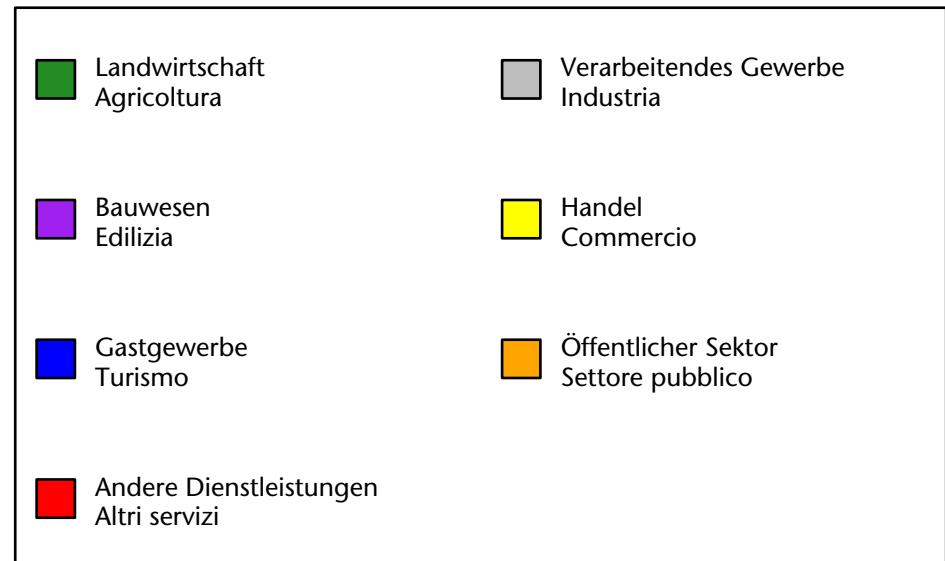 Landwirtschaft
Agricoltura
Verarbeitendes Gewerbe
Industria
Bauwesen
Edilizia
Handel
Commercio
Gastgewerbe
Turismo
Öffentlicher Sektor
Settore pubblico
Andere Dienstleistungen
Altri servizi